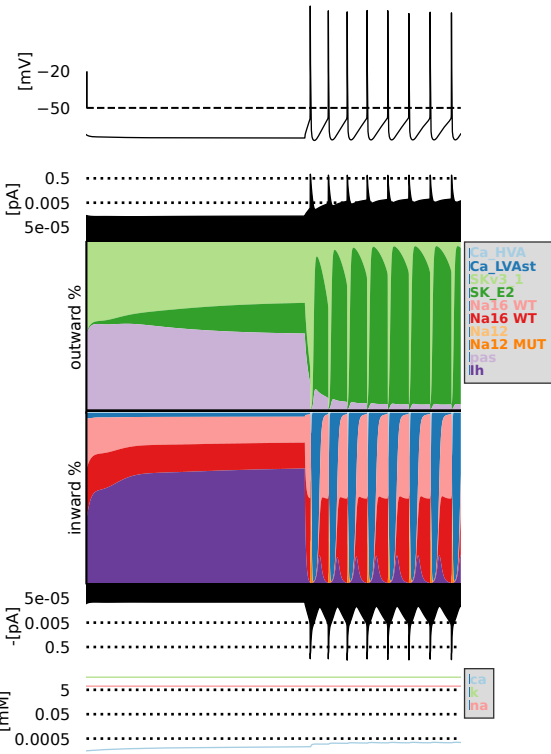 [mV]
−20
−50
[pA]
0.5
0.005
5e-05
outward %
Ca_HVA
Ca_LVAst
SKv3_1
SK_E2
Na16 WT
Na16 WT
Na12
Na12 MUT
pas
Ih
inward %
-[pA]
5e-05
0.005
0.5
[mM]
5
0.05
0.0005
ca
k
na